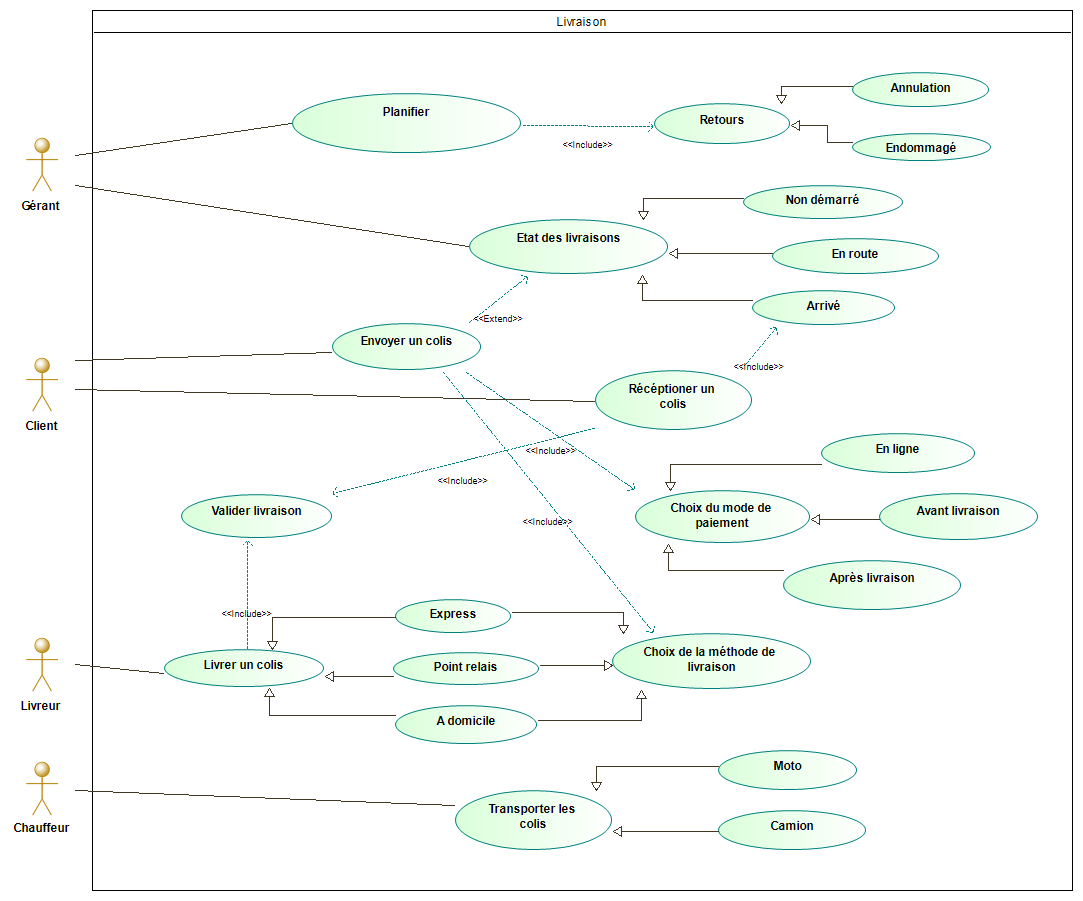 Livraison
Annulation
Planifier
Retours
<<Include>>
Endommagé
Gérant
Non démarré
Etat des livraisons
En route
Arrivé
<<Extend>>
Envoyer un colis
<<Include>>
Récéptioner un
colis
Client
En ligne
<<Include>>
<<Include>>
Valider livraison
Choix du mode de
paiement
Avant livraison
<<Include>>
Après livraison
<<Include>>
Express
Livrer un colis
Point relais
Choix de la méthode de
livraison
Livreur
A domicile
Moto
Transporter les
colis
Camion
Chauffeur